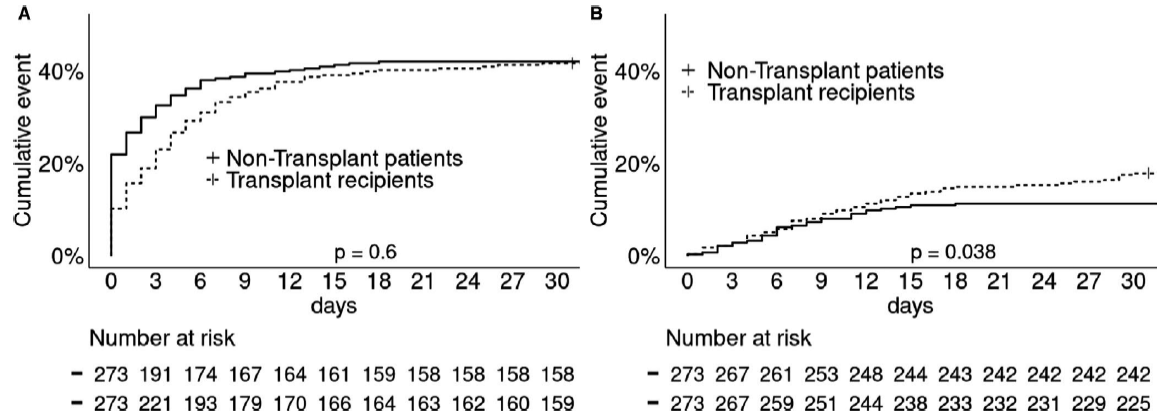 A
Cumulative event
40%
20%
0%
Non-Transplant patients
Transplant recipients
p = 0.6
0 3 6 9 12 15 18 21 24 27 30
days
Number at risk
273 191 174 167 164 161 159 158 158 158 158
273 221 193 179 170 166 164 163 162 160 159
B
Cumulative event
40%
20%
0%
Non-Transplant patients
Transplant recipients
p = 0.038
0 3 6 9 12 15 18 21 24 27 30
days
Number at risk
273 267 261 253 248 244 243 242 242 242 242
273 267 259 251 244 238 233 232 231 229 225